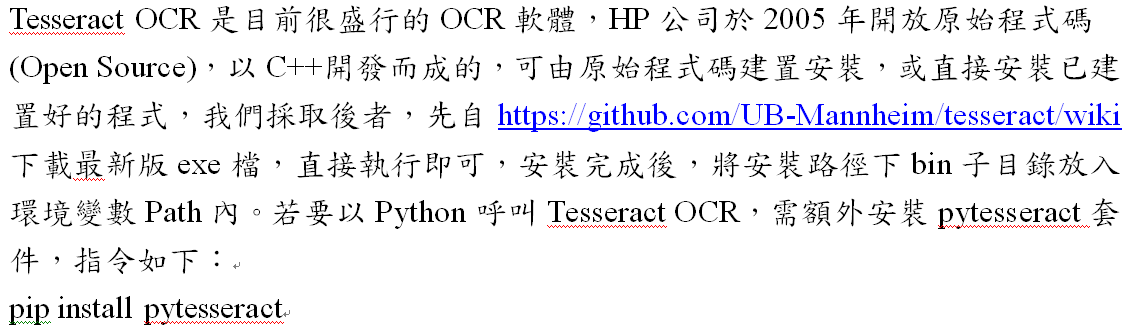 Tesseract OCR 是目前很盛行的 OCR 軟體，HP 公司於 2005 年開放原始程式碼
(Open Source)，以 C++開發而成的，可由原始程式碼建置安裝，或直接安裝已建
置好的程式，我們採取後者，先自 https://github.com/UB-Mannheim/tesseract/wiki
下載最新版 exe 檔，直接執行即可，安裝完成後，將安裝路徑下 bin 子目錄放入
環境變數 Path 內。若要以 Python 呼叫 Tesseract OCR，需額外安裝 pytesseract 套
件，指令如下：
pip install pytesseract